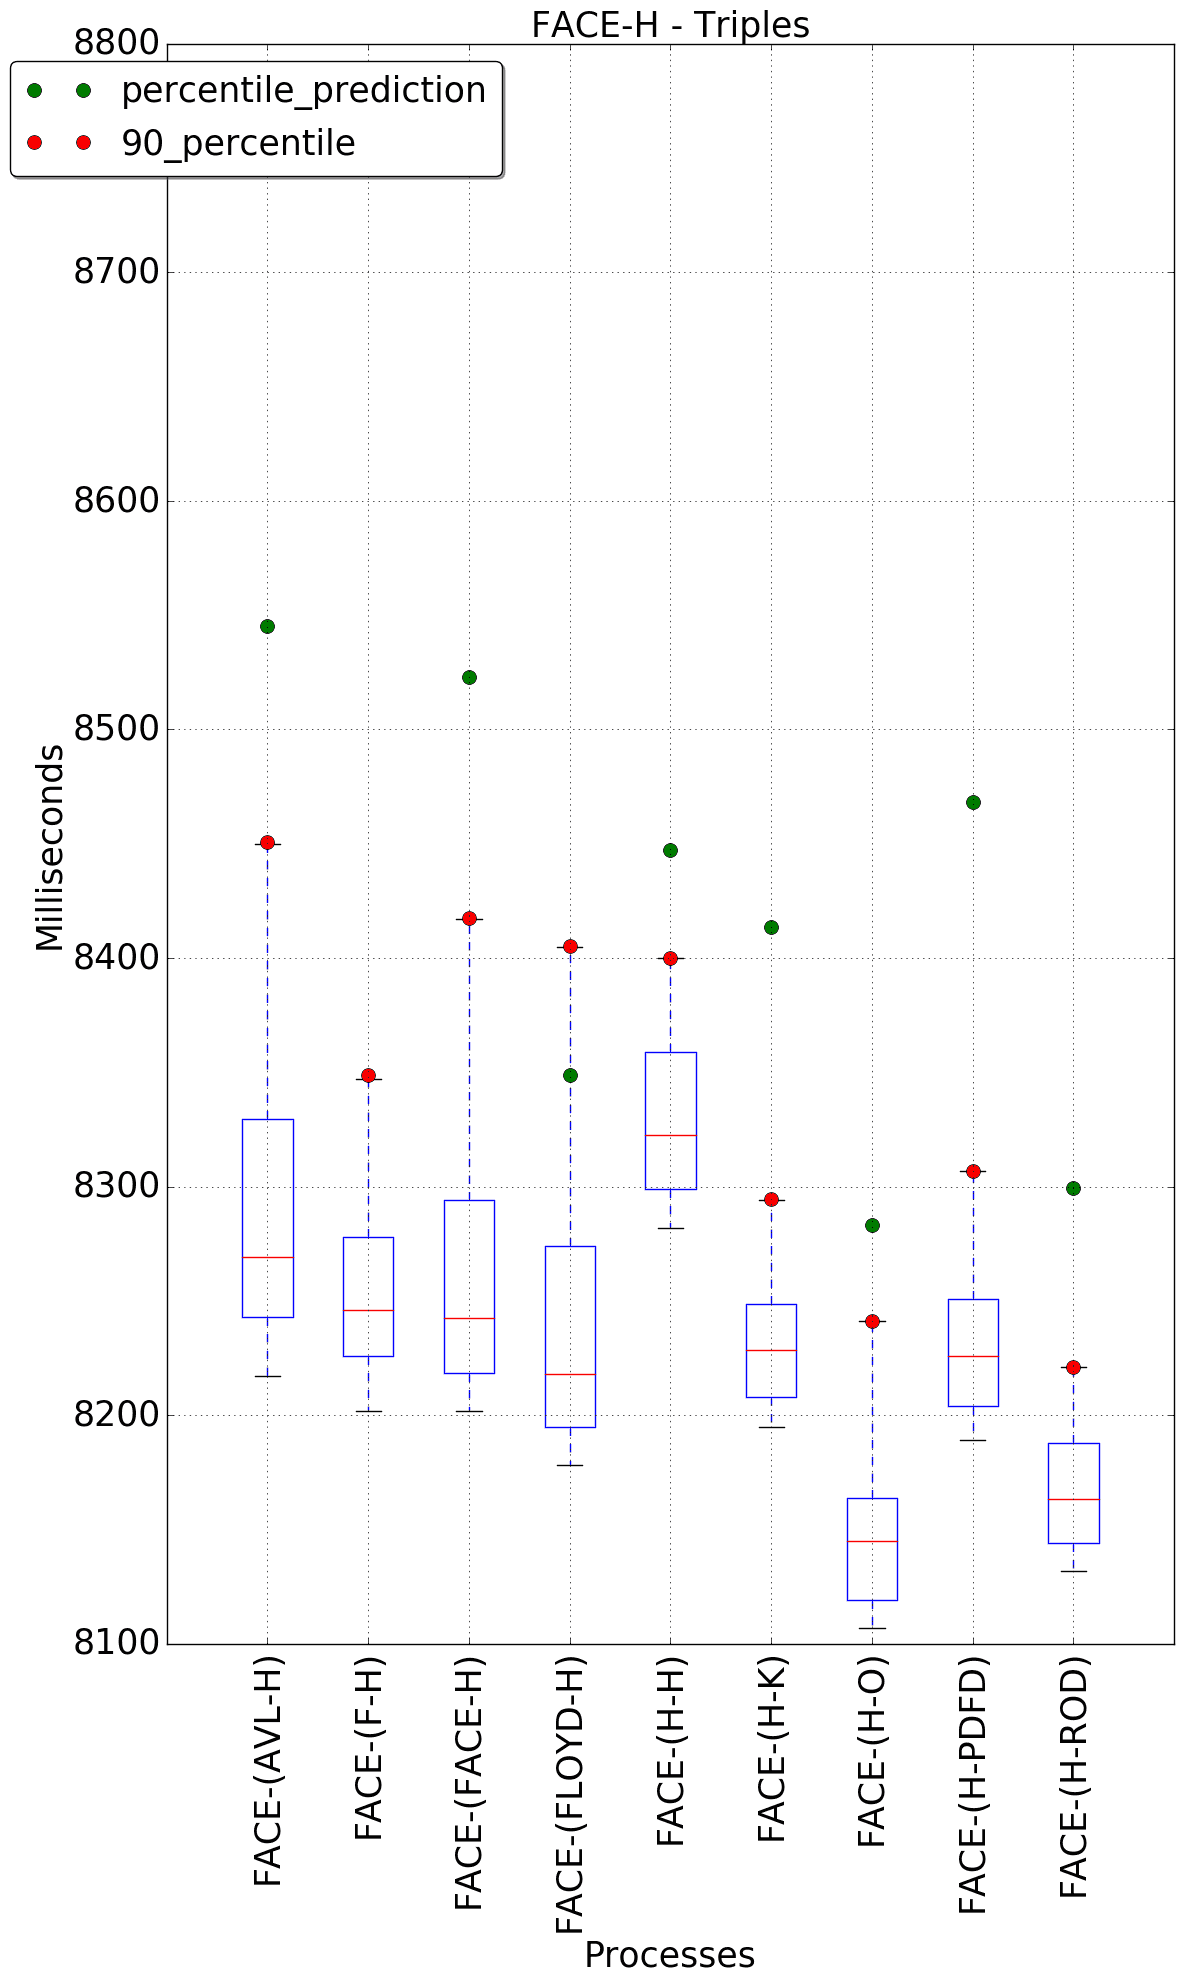 FACE-H - Triples
8800
percentile_prediction
90_percentile
8700
8600
8500
8400
8300
8200
8100
Milliseconds
FACE-(AVL-H)
FACE-(F-H)
FACE-(FACE-H)
FACE-(FLOYD-H)
FACE-(H-H)
FACE-(H-K)
FACE-(H-O)
FACE-(H-PDFD)
FACE-(H-ROD)
Processes